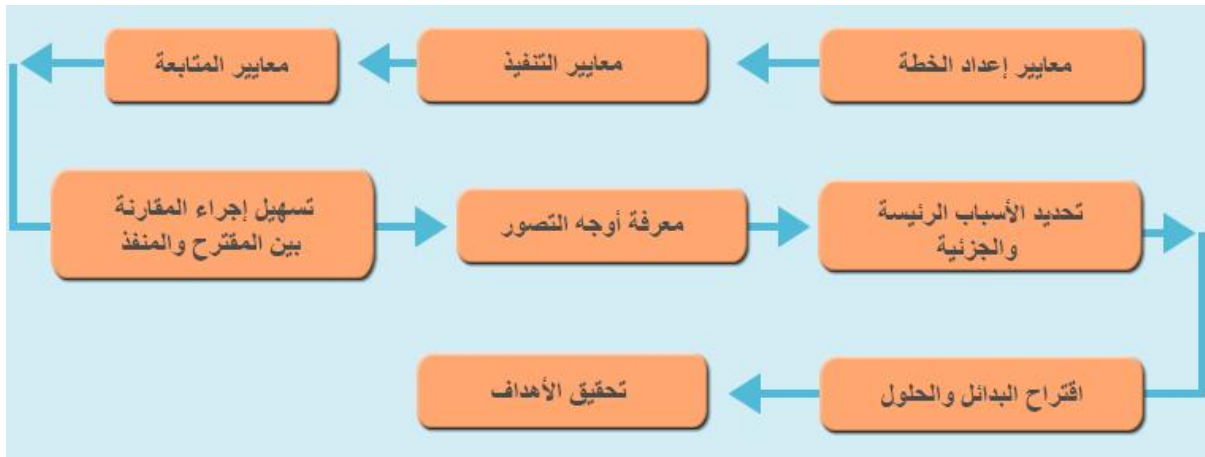 معايير إعداد الخطة
معايير التنفيذ
معايير المتابعة
تسهيل إجراء المقارنة
بين المقترح والمنفذ
معرفة أوجه التصور
تحديد الأسباب الرئيسة
والجزئية
اقتراح البدائل والحلول
تحقيق الأهداف